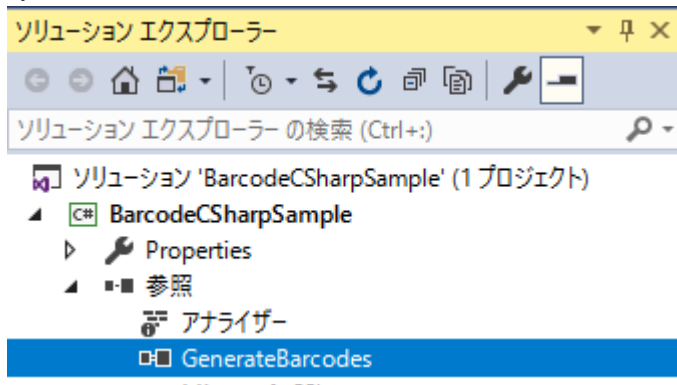 ソリューション エクスプローラー
ソリューション エクスプローラー の検索 (Ctrl+:)
ソリューション 'BarcodeCSharpSample' (1 プロジェクト)
C# BarcodeCSharpSample
Properties
参照
アナライザー
GenerateBarcodes